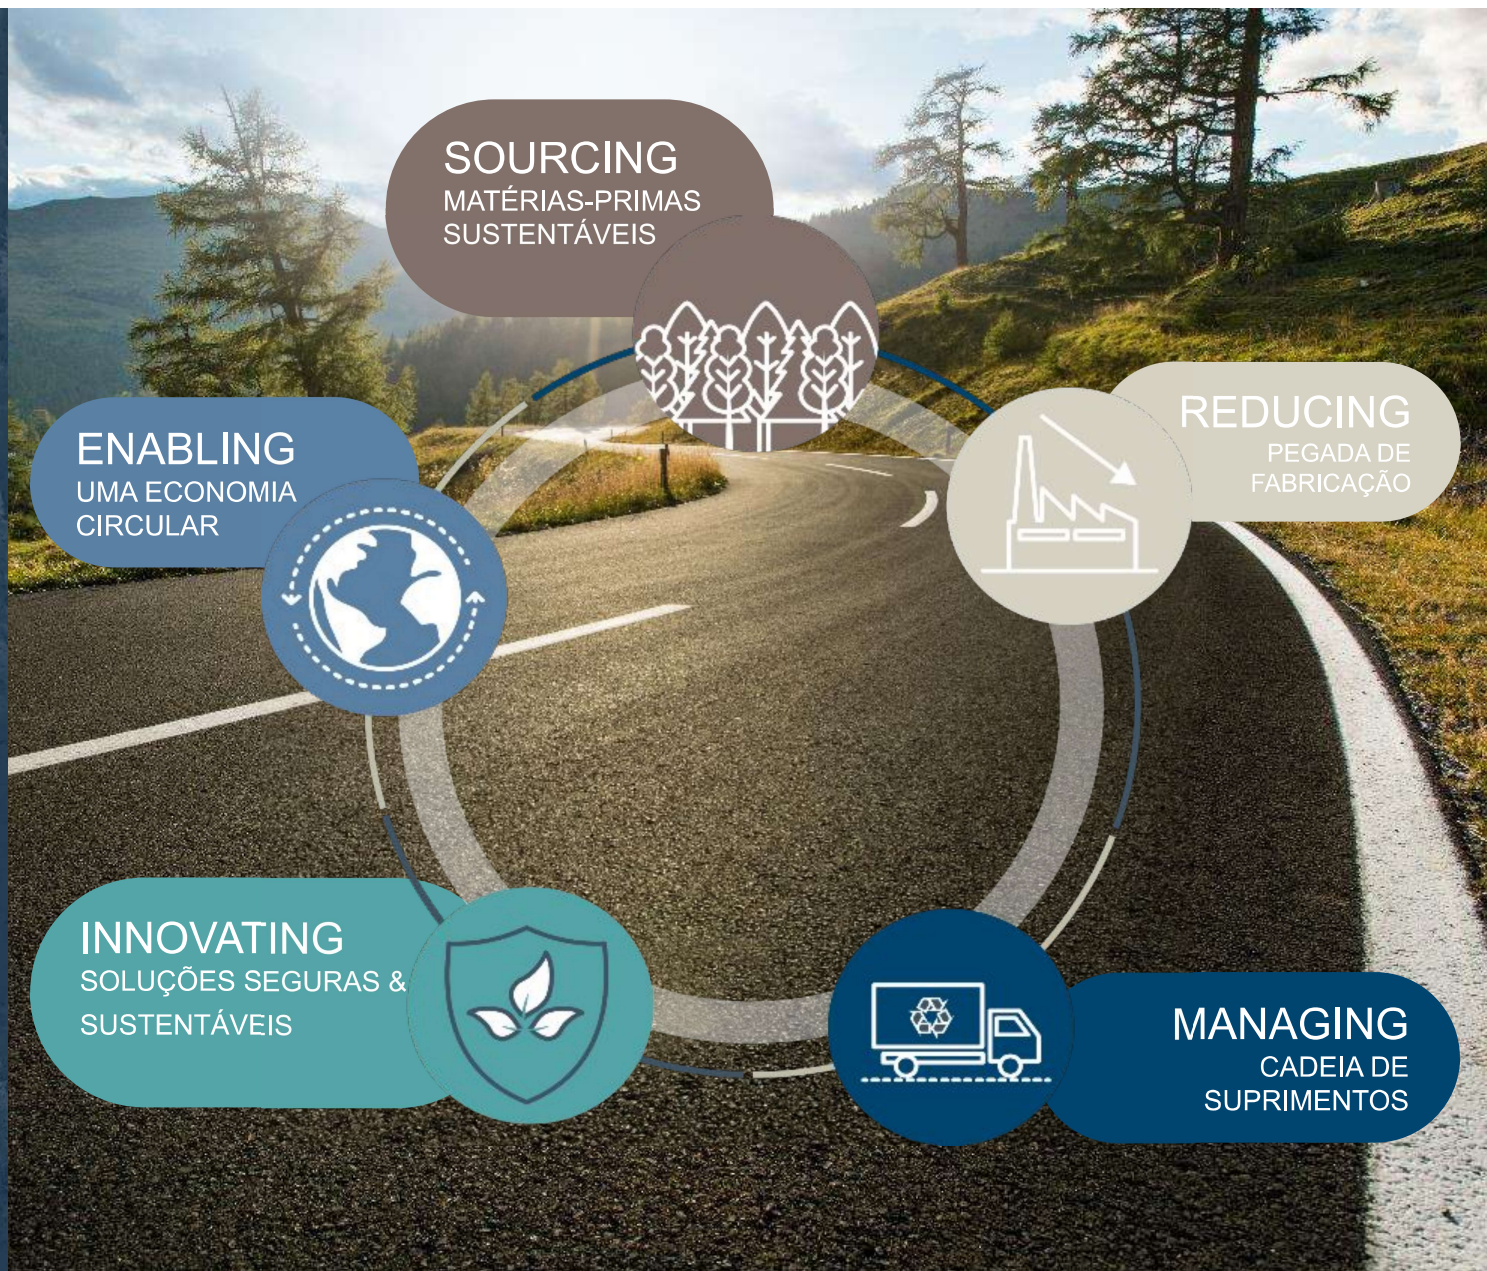 SOURCING
MATÉRIAS-PRIMAS
SUSTENTÁVEIS
REDUCING
PEGADA DE
FABRICAÇÃO
ENABLING
UMA ECONOMIA
CIRCULAR
INNOVATING
SOLUÇÕES SEGURAS &
SUSTENTÁVEIS
MANAGING
CADEIA DE
SUPRIMENTOS